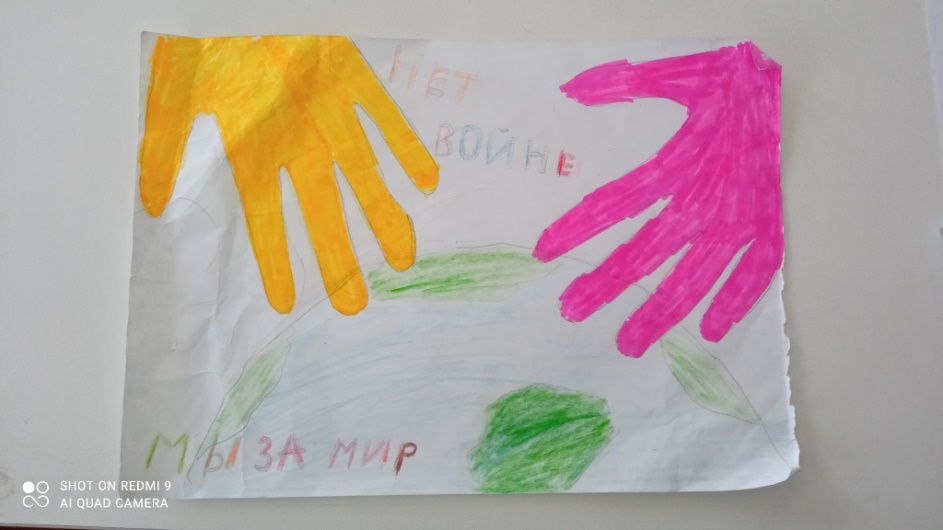 НЕТ
ВОЙНЕ
МЫ ЗА МИР
SHOT ON REDMI 9
AI QUAD CAMERA